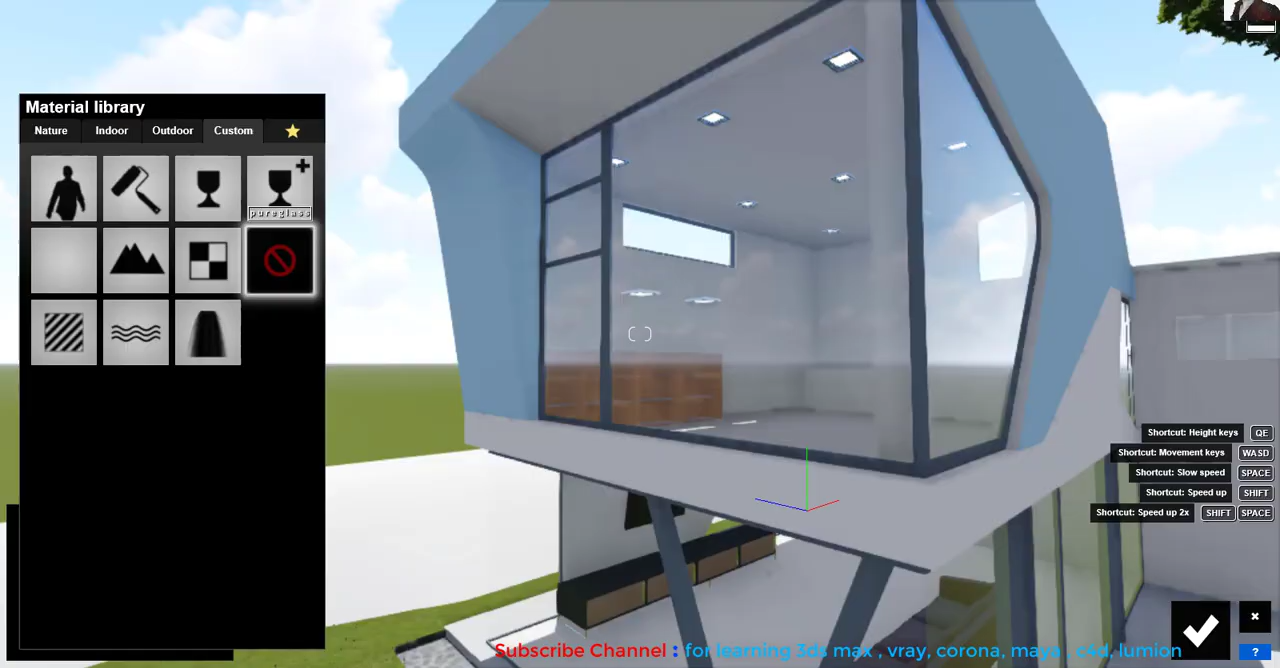 Material library
Nature Indoor Outdoor Custom
pureglass
Shortcut: Height keys QE
Shortcut: Movement keys WASD
Shortcut: Slow speed SPACE
Shortcut: Speed up SHIFT
Shortcut: Speed up 2x SHIFT SPACE
?
Subscribe Channel : for learning 3ds max , vray, corona, maya , c4d, lumion